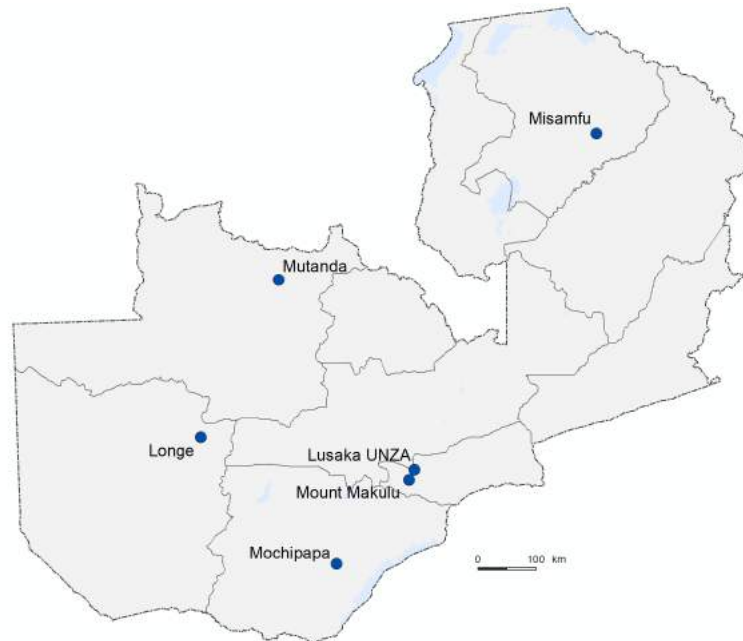 Misamfu
Mutanda
Longe
Lusaka UNZA
Mount Makulu
Mochipapa
0 100 km